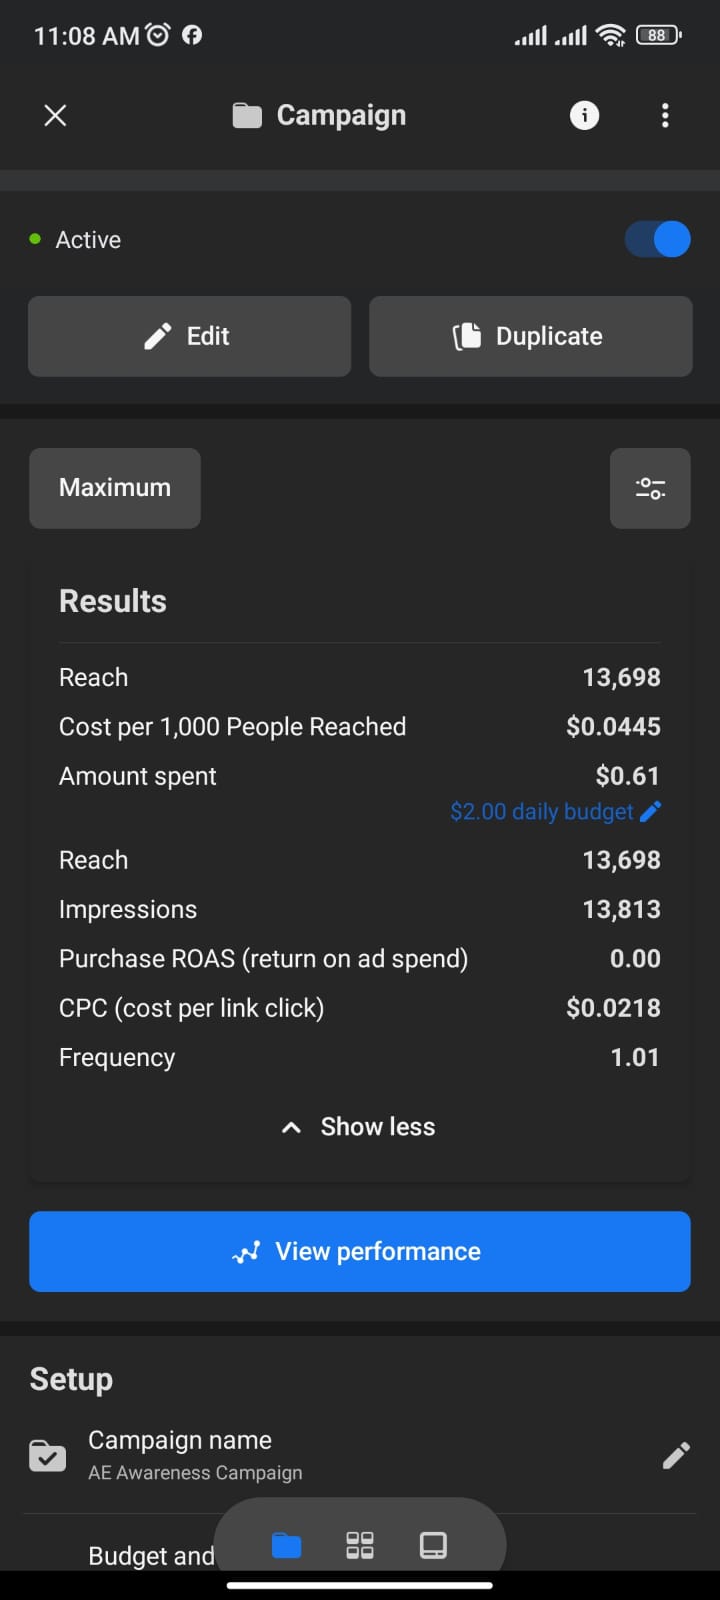 11:08 AM
88
Campaign
Active
Edit
Duplicate
Maximum
Results
Reach 13,698
Cost per 1,000 People Reached $0.0445
Amount spent $0.61
$2.00 daily budget
Reach 13,698
Impressions 13,813
Purchase ROAS (return on ad spend) 0.00
CPC (cost per link click) $0.0218
Frequency 1.01
Show less
View performance
Setup
Campaign name
AE Awareness Campaign
Budget and